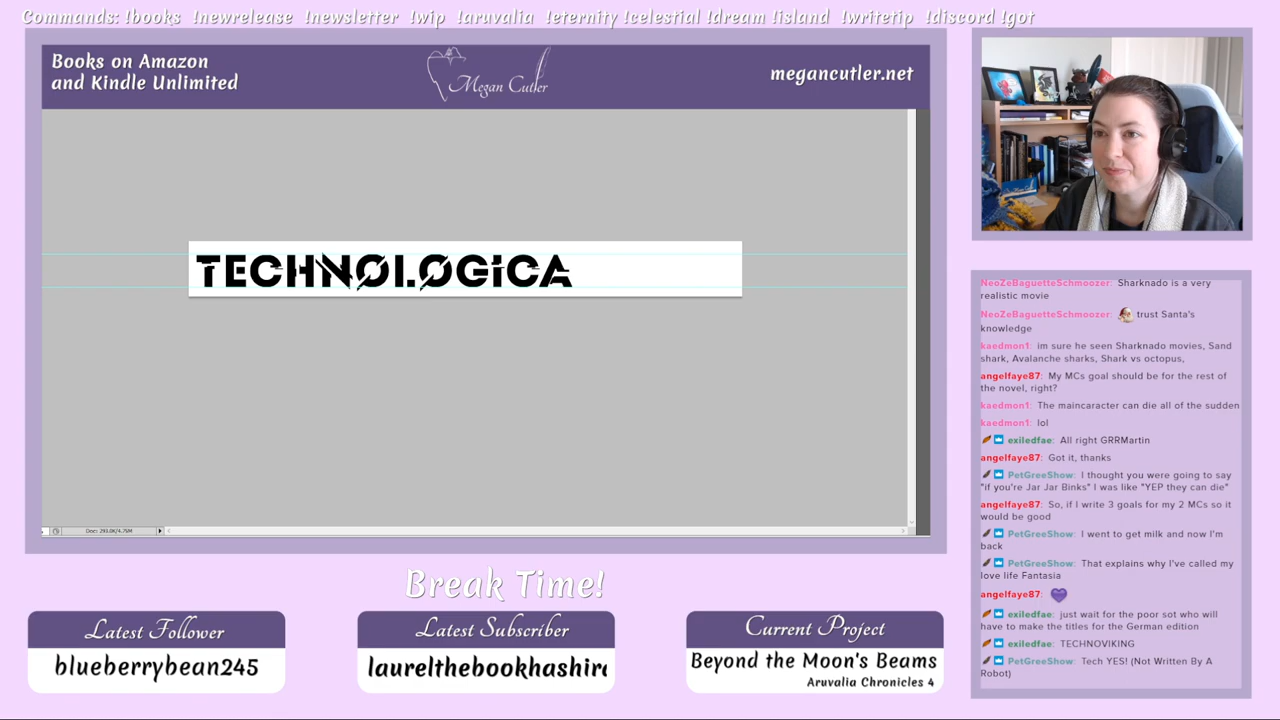 Commands: !books !newrelease !newsletter !wip !aruvalia !eternity !celestial !dream !island !writetip !discord !got
Books on Amazon
and Kindle Unlimited
Megan Cutler
megancutler.net
TECHNOLOGICA
Doc: 293.0K/4.75M
NeoZeBaguetteSchmoozer: Sharknado is a very
realistic movie
NeoZeBaguetteSchmoozer: trust Santa's
knowledge
kaedmon1: im sure he seen Sharknado movies, Sand
shark, Avalanche sharks, Shark vs octopus,
angelfaye87: My MCs goal should be for the rest of
the novel, right?
kaedmon1: The maincaracter can die all of the sudden
kaedmon1: lol
exiledfae: All right GRRMartin
angelfaye87: Got it, thanks
PetGreeShow: I thought you were going to say
"if you're Jar Jar Binks" I was like "YEP they can die"
angelfaye87: So, if I write 3 goals for my 2 MCs so it
would be good
PetGreeShow: I went to get milk and now I'm
back
PetGreeShow: That explains why I've called my
love life Fantasia
angelfaye87:
exiledfae: just wait for the poor sot who will
have to make the titles for the German edition
exiledfae: TECHNOVIKING
PetGreeShow: Tech YES! (Not Written By A
Robot)
Break Time!
Latest Follower
blueberrybean245
Latest Subscriber
laurelthebookhashira
Current Project
Beyond the Moon's Beams
Aruvalia Chronicles 4